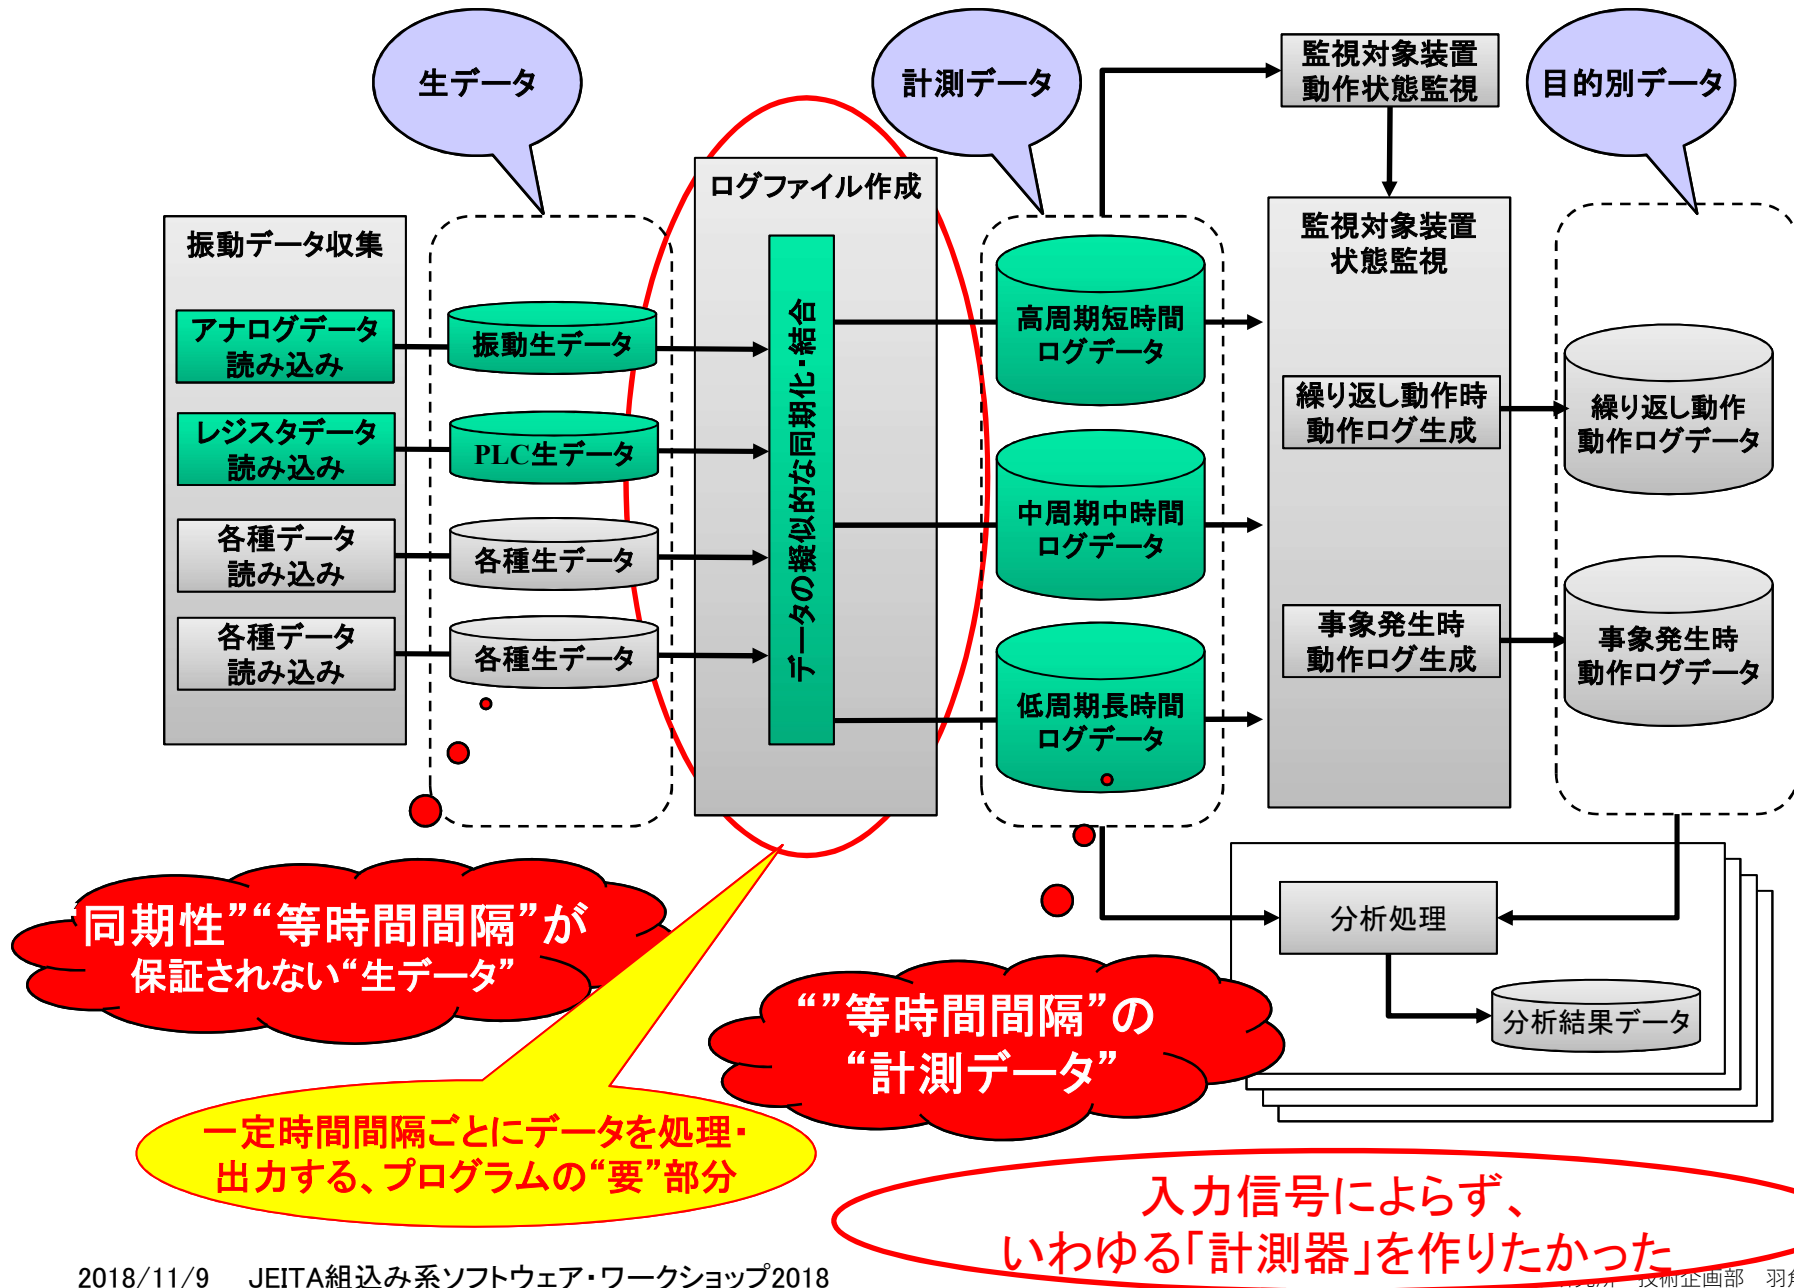 生データ
計測データ
監視対象装置
動作状態監視
目的別データ
振動データ収集
アナログデータ
読み込み
レジスタデータ
読み込み
各種データ
読み込み
各種データ
読み込み
振動生データ
PLC生データ
各種生データ
各種生データ
ログファイル作成
データの擬似的な同期化・結合
高周期短時間
ログデータ
中周期中時間
ログデータ
低周期長時間
ログデータ
監視対象装置
状態監視
繰り返し動作時
動作ログ生成
事象発生時
動作ログ生成
繰り返し動作
動作ログデータ
事象発生時
動作ログデータ
分析処理
分析結果データ
同期性”“等時間間隔”が
保証されない“生データ”
“”等時間間隔”の
“計測データ”
一定時間間隔ごとにデータを処理・
出力する、プログラムの“要”部分
入力信号によらず、
いわゆる「計測器」を作りたかった
2018/11/9 JEITA組込み系ソフトウェア・ワークショップ2018
技術企画部